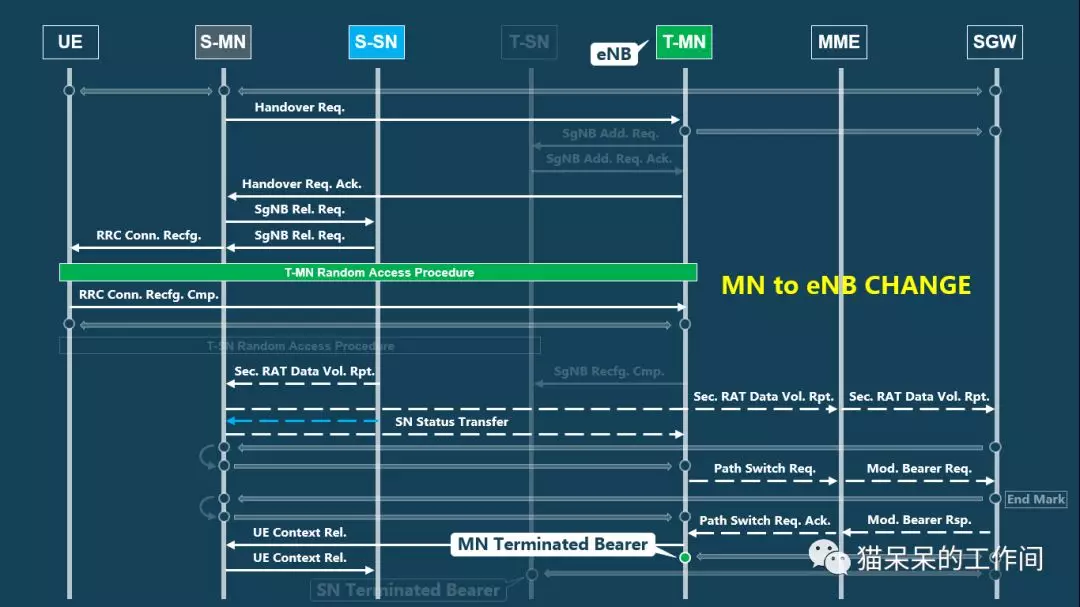 UE S-MN S-SN T-SN eNB T-MN MME SGW
Handover Req.
SgNB Add. Req.
SgNB Add. Req. Ack.
Handover Req. Ack.
SgNB Rel. Req.
RRC Conn. Recfg. SgNB Rel. Req.
T-MN Random Access Procedure
MN to eNB CHANGE
RRC Conn. Recfg. Cmp.
T-SN Random Access Procedure
Sec. RAT Data Vol. Rpt. SgNB Recfg. Cmp.
Sec. RAT Data Vol. Rpt. Sec. RAT Data Vol. Rpt.
SN Status Transfer
Path Switch Req. Mod. Bearer Req.
End Mark
Path Switch Req. Ack. Mod. Bearer Rsp.
UE Context Rel.
MN Terminated Bearer
UE Context Rel.
猫呆呆的工作间
SN Terminated Bearer